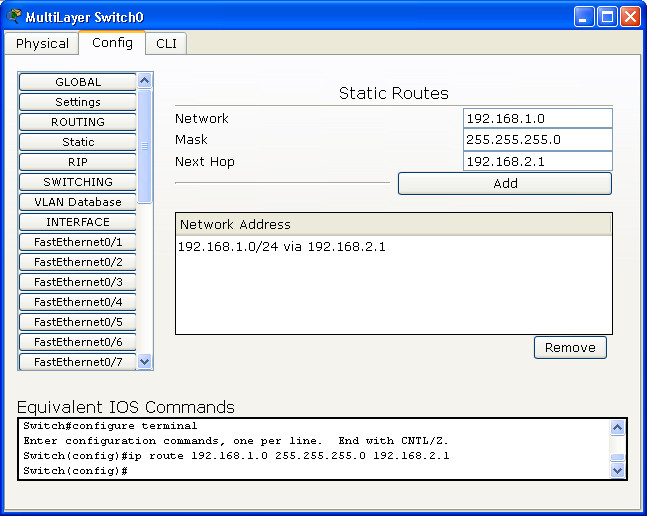 MultiLayer Switch0
Physical Config CLI
GLOBAL
Settings
ROUTING
Static
RIP
SWITCHING
VLAN Database
INTERFACE
FastEthernet0/1
FastEthernet0/2
FastEthernet0/3
FastEthernet0/4
FastEthernet0/5
FastEthernet0/6
FastEthernet0/7
Static Routes
Network 192.168.1.0
Mask 255.255.255.0
Next Hop 192.168.2.1
Add
Network Address
192.168.1.0/24 via 192.168.2.1
Remove
Equivalent IOS Commands
Switch#configure terminal
Enter configuration commands, one per line.  End with CNTL/Z.
Switch(config)#ip route 192.168.1.0 255.255.255.0 192.168.2.1
Switch(config)#